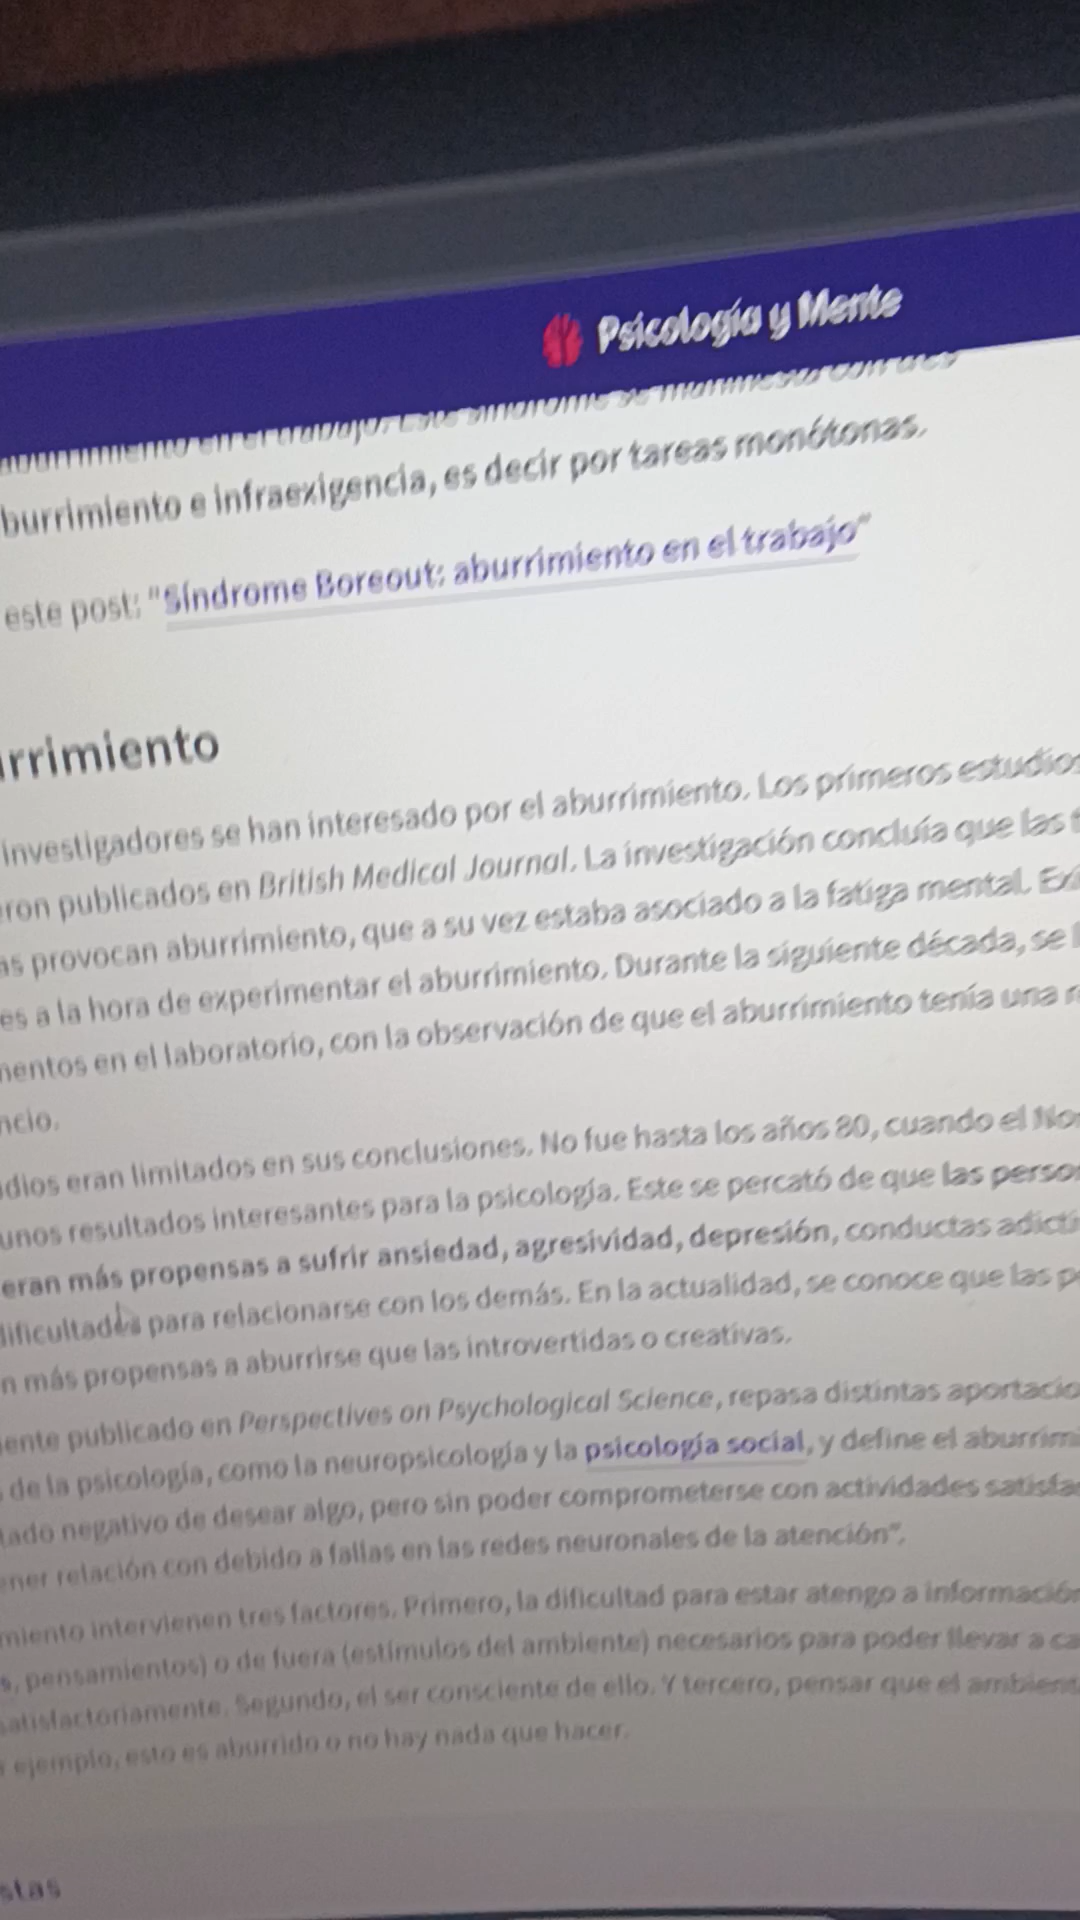 Psicología y Mente
burrimiento e infraexigencia, es decir por tareas monótonas.
este post: "Síndrome Boreout: aburrimiento en el trabajo"
urrimiento
investigadores se han interesado por el aburrimiento. Los primeros estudios
ron publicados en British Medical Journal. La investigación concluía que las
as provocan aburrimiento, que a su vez estaba asociado a la fatiga mental. Exi
es a la hora de experimentar el aburrimiento. Durante la siguiente década, se
mentos en el laboratorio, con la observación de que el aburrimiento tenía una
ncio.
dios eran limitados en sus conclusiones. No fue hasta los años 80, cuando el Nor
unos resultados interesantes para la psicología. Este se percató de que las person
eran más propensas a sufrir ansiedad, agresividad, depresión, conductas adicti
dificultades para relacionarse con los demás. En la actualidad, se conoce que las pe
n más propensas a aburrirse que las introvertidas o creativas.
iente publicado en Perspectives on Psychological Science, repasa distintas aportacio
de la psicología, como la neuropsicología y la psicología social, y define el aburrimi
tado negativo de desear algo, pero sin poder comprometerse con actividades satisfa
ener relación con debido a fallas en las redes neuronales de la atención".
miento intervienen tres factores. Primero, la dificultad para estar atengo a información
s, pensamientos) o de fuera (estímulos del ambiente) necesarios para poder llevar a ca
satisfactoriamente. Segundo, el ser consciente de ello. Y tercero, pensar que el ambient
r ejemplo, esto es aburrido o no hay nada que hacer.
stas